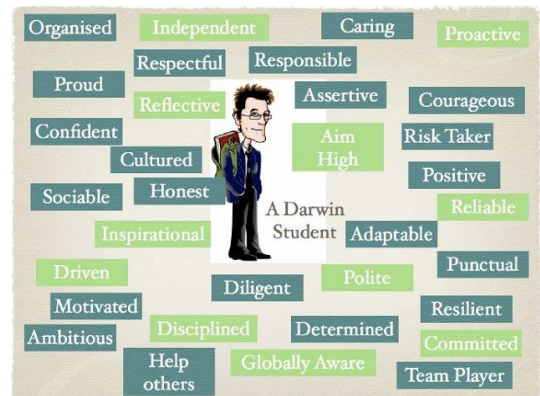 Organised
Independent
Caring
Proactive
Respectful
Responsible
Proud
Reflective
Assertive
Courageous
Confident
Aim
High
Risk Taker
Cultured
Positive
Sociable
Honest
Reliable
A Darwin
Student
Inspirational
Adaptable
Driven
Polite
Punctual
Diligent
Motivated
Resilient
Ambitious
Disciplined
Determined
Committed
Help
others
Globally Aware
Team Player